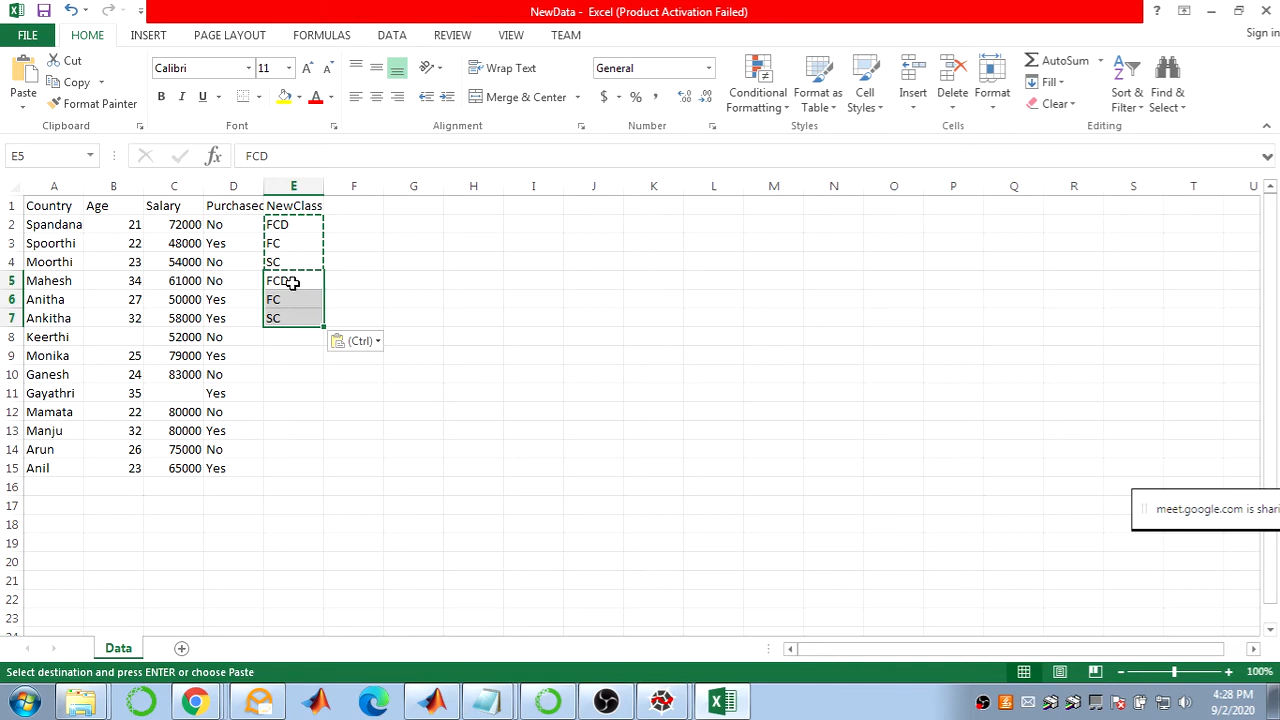 NewData - Excel (Product Activation Failed)
FILE HOME INSERT PAGE LAYOUT FORMULAS DATA REVIEW VIEW TEAM Sign in
Paste Cut Copy Format Painter Clipboard
Calibri 11 B I U A Font
Wrap Text Merge & Center Alignment
General $ % , Number
Conditional Formatting Format as Table Cell Styles Styles
Insert Delete Format Cells
AutoSum Fill Clear Sort & Filter Find & Select Editing
E5 fx FCD
A B C D E F G H I J K L M N O P Q R S T U
1 Country Age Salary Purchased NewClass
2 Spandana 21 72000 No FCD
3 Spoorthi 22 48000 Yes FC
4 Moorthi 23 54000 No SC
5 Mahesh 34 61000 No FCD
6 Anitha 27 50000 Yes FC
7 Ankitha 32 58000 Yes SC
8 Keerthi 52000 No
(Ctrl)
9 Monika 25 79000 Yes
10 Ganesh 24 83000 No
11 Gayathri 35 Yes
12 Mamata 22 80000 No
13 Manju 32 80000 Yes
14 Arun 26 75000 No
15 Anil 23 65000 Yes
16
17
meet.google.com is shari
18
19
20
21
22
23
24
Data
Select destination and press ENTER or choose Paste 100%
4:28 PM
9/2/2020